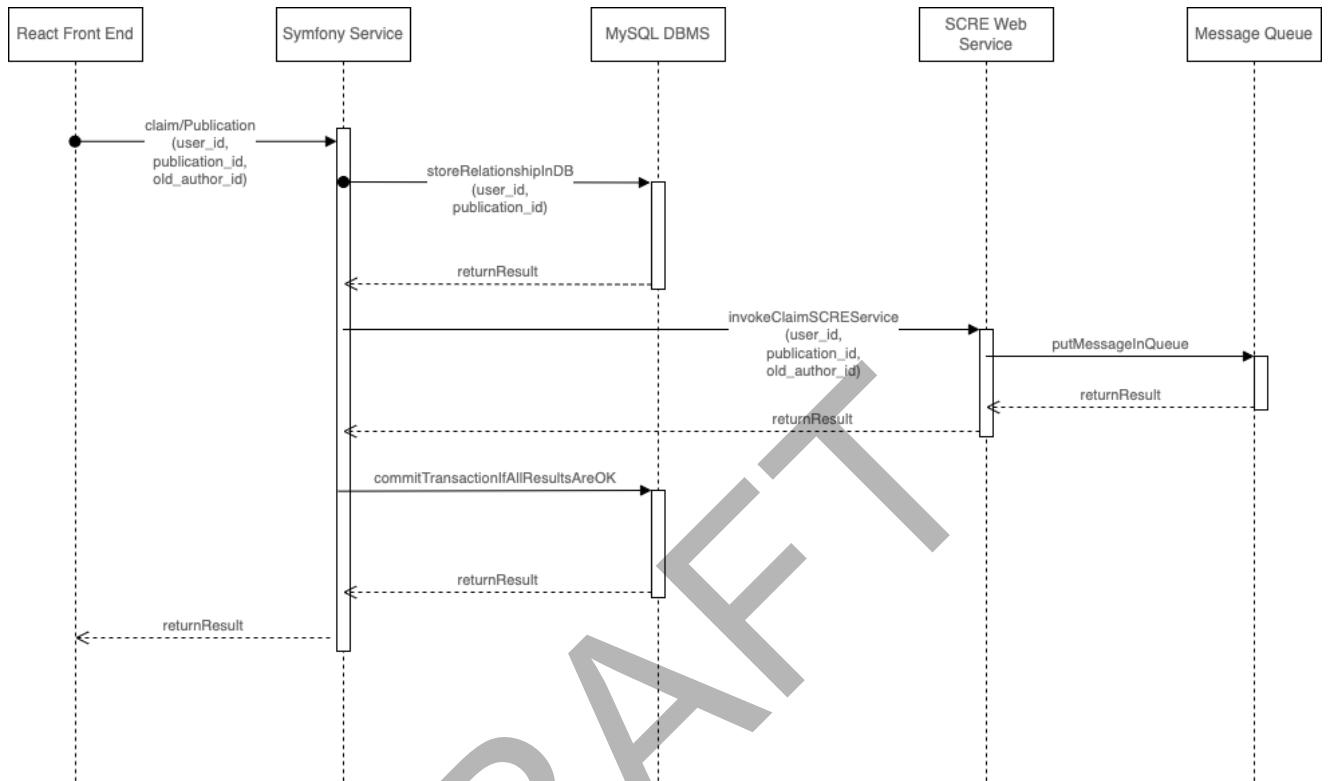 React Front End
Symfony Service
MySQL DBMS
SCRE Web
Service
Message Queue
claim/Publication
(user_id,
publication_id,
old_author_id)
storeRelationshipInDB
(user_id,
publication_id)
returnResult
invokeClaimSCREService
(user_id,
publication_id,
old_author_id)
putMessageInQueue
returnResult
returnResult
commitTransactionIfAllResultsAreOK
returnResult
returnResult
RAFT